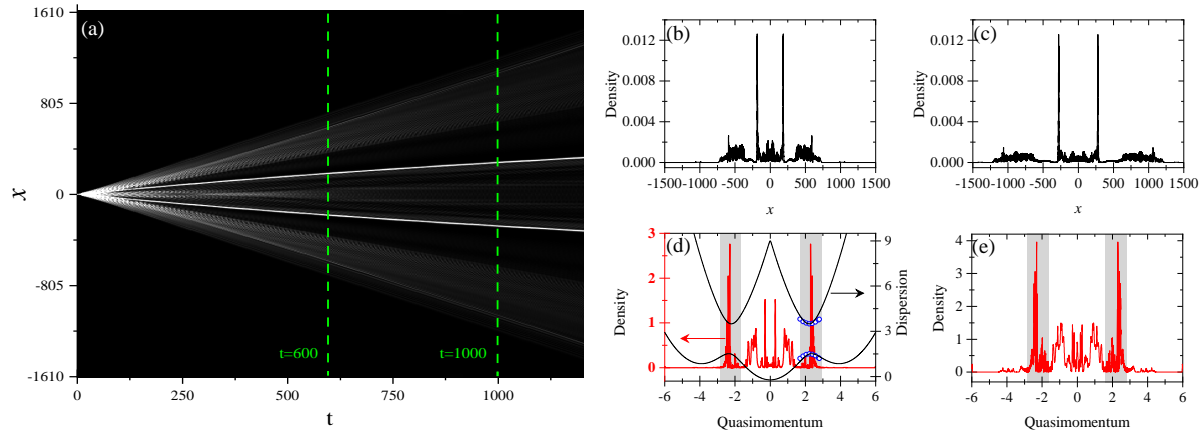 (a)
1610
805
0
-805
-1610
x
t=600
t=1000
0
250
500
750
1000
t
(b)
0.012
0.008
0.004
0.000
Density
-1500-1000 -500 0 500 1000 1500
x
(c)
0.012
0.008
0.004
0.000
Density
-1500-1000 -500 0 500 1000 1500
x
(d)
3
2
1
0
Density
9
6
3
0
Dispersion
-6 -4 -2 0 2 4 6
Quasimomentum
(e)
4
3
2
1
0
Density
-6 -4 -2 0 2 4 6
Quasimomentum